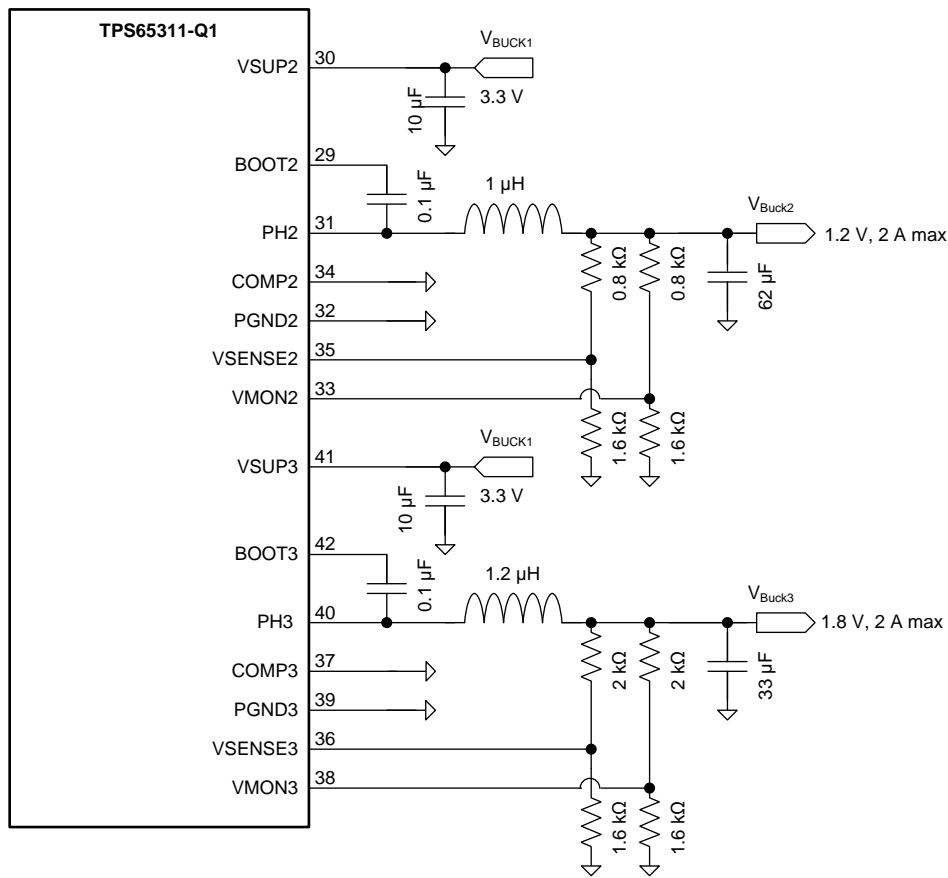 TPS65311-Q1
VBUCK1
VSUP2 30
3.3 V
10 µF
BOOT2 29
0.1 µF
1 µH
VBuck2
PH2 31
1.2 V, 2 A max
0.8 kΩ
0.8 kΩ
62 µF
COMP2 34
PGND2 32
VSENSE2 35
VMON2 33
1.6 kΩ
1.6 kΩ
VBUCK1
VSUP3 41
3.3 V
10 µF
BOOT3 42
0.1 µF
1.2 µH
VBuck3
PH3 40
1.8 V, 2 A max
2 kΩ
2 kΩ
33 µF
COMP3 37
PGND3 39
VSENSE3 36
VMON3 38
1.6 kΩ
1.6 kΩ